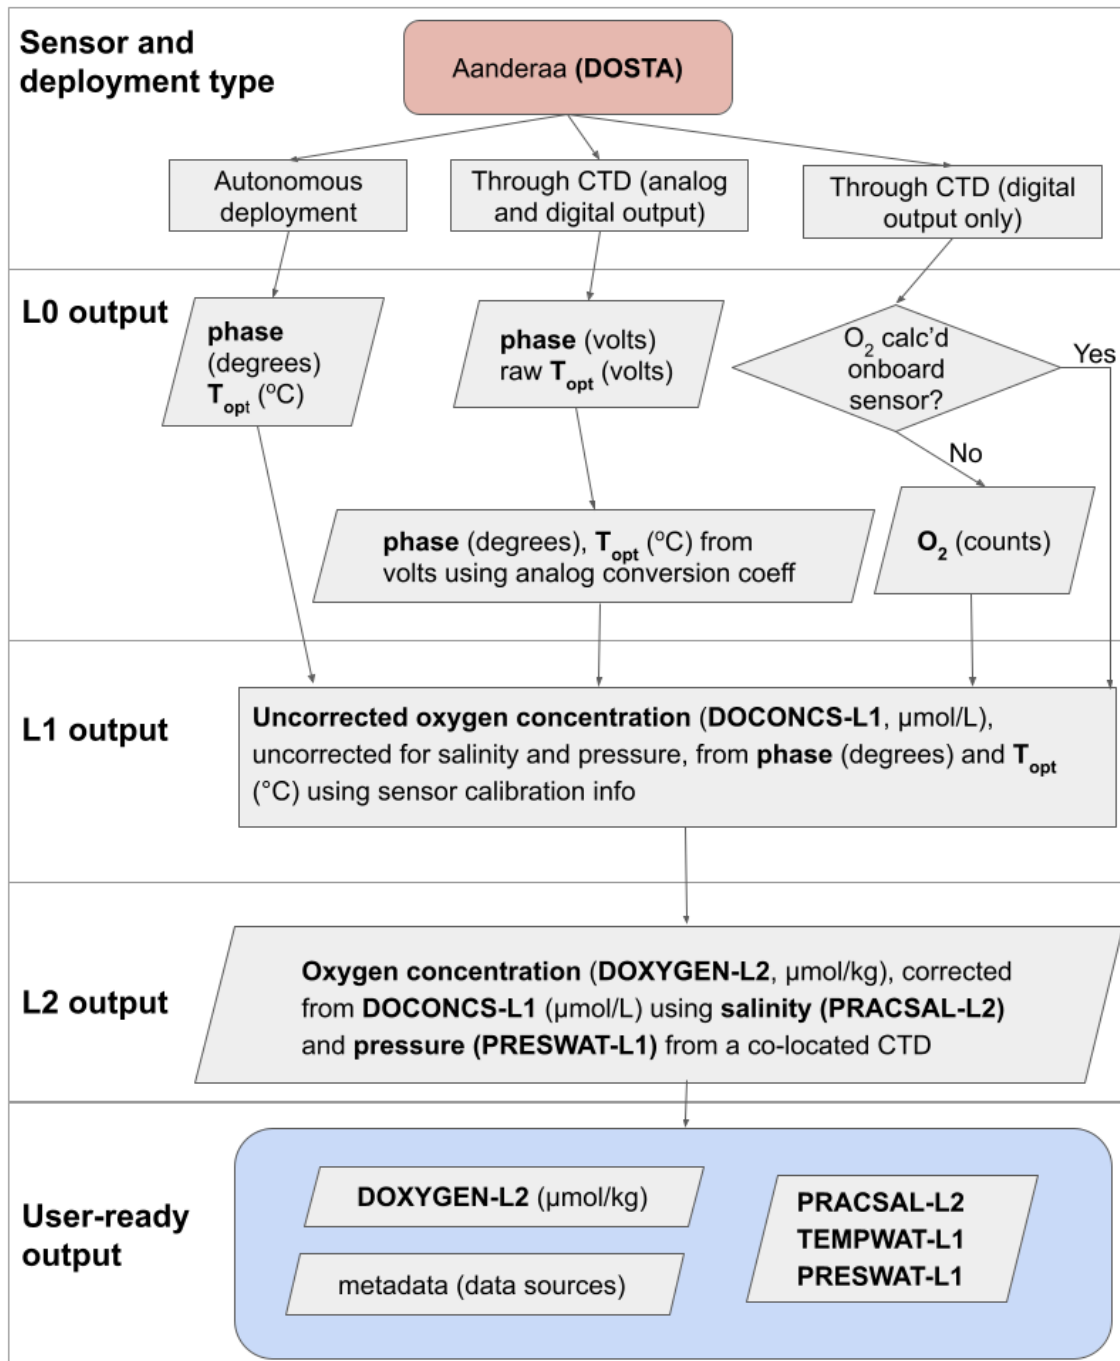 Sensor and
deployment type
Aanderaa (DOSTA)
Autonomous
deployment
Through CTD (analog
and digital output)
Through CTD (digital
output only)
L0 output
phase
(degrees)
Topt (ºC)
phase (volts)
raw Topt (volts)
O2 calc'd
onboard
sensor?
Yes
No
phase (degrees), Topt (ºC) from
volts using analog conversion coeff
O2 (counts)
L1 output
Uncorrected oxygen concentration (DOCONCS-L1, µmol/L),
uncorrected for salinity and pressure, from phase (degrees) and Topt
(°C) using sensor calibration info
L2 output
Oxygen concentration (DOXYGEN-L2, µmol/kg), corrected
from DOCONCS-L1 (µmol/L) using salinity (PRACSAL-L2)
and pressure (PRESWAT-L1) from a co-located CTD
User-ready
output
DOXYGEN-L2 (µmol/kg)
metadata (data sources)
PRACSAL-L2
TEMPWAT-L1
PRESWAT-L1